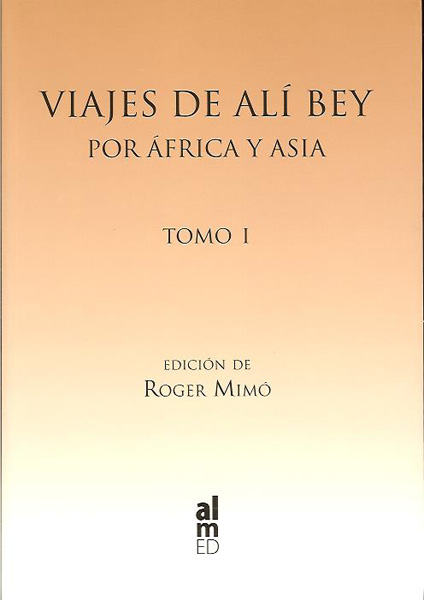 VIAJES DE ALÍ BEY
POR ÁFRICA Y ASIA
TOMO I
EDICIÓN DE
ROGER MIMÓ
al
m
ED